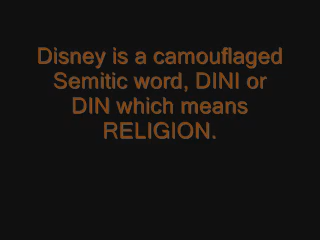 Disney is a camouflaged
Semitic word, DINI or
DIN which means
RELIGION.